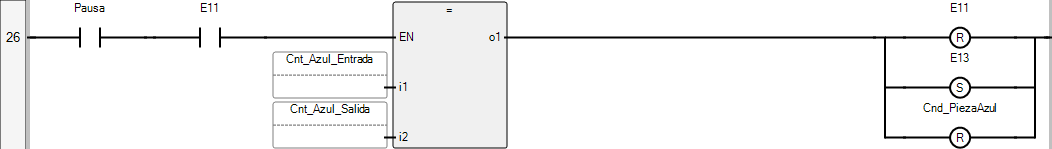 Pausa E11 = E11
26 EN o1 R
Cnt_Azul_Entrada E13
i1 S
Cnt_Azul_Salida Cnd_PiezaAzul
i2 R